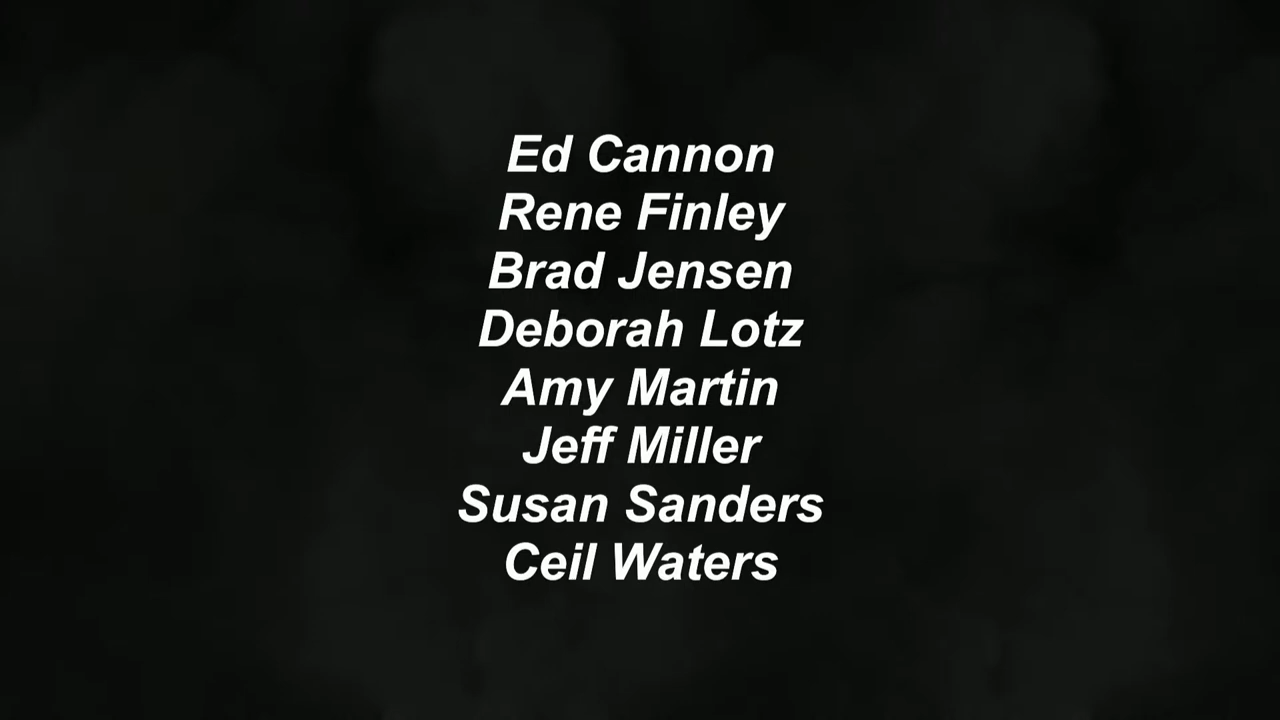 Ed Cannon
Rene Finley
Brad Jensen
Deborah Lotz
Amy Martin
Jeff Miller
Susan Sanders
Ceil Waters